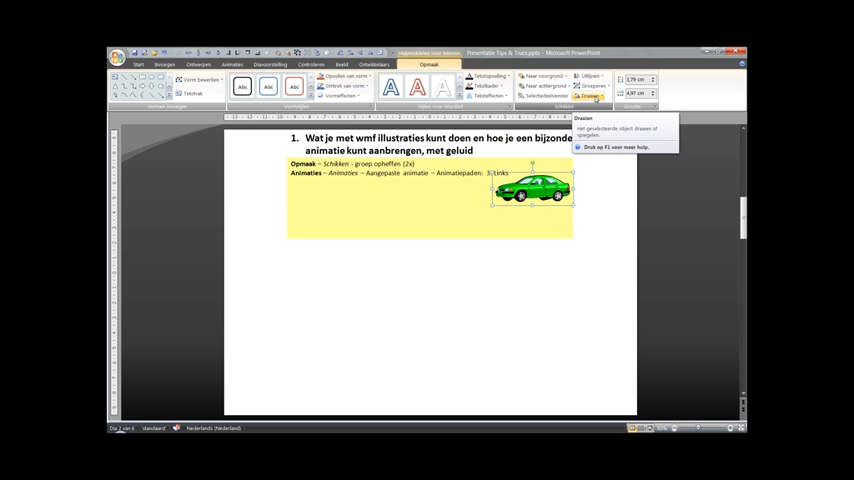 Hulpmiddelen voor tekenen
Presentatie Tips & Trucs.pptx - Microsoft PowerPoint
Start Invoegen Ontwerpen Animaties Diavoorstelling Controleren Beeld Ontwikkelaars Opmaak
Vorm bewerken
Tekstvak
Vormen invoegen
Abc Abc Abc
Opvullen van vorm
Omtrek van vorm
Vormeffecten
Vormstijlen
A A A
Tekstopvulling
Tekstkader
Teksteffecten
Stijlen voor WordArt
Naar voorgrond
Naar achtergrond
Selectiedeelvenster
Uitlijnen
Groeperen
Draaien
Schikken
1,79 cm
4,97 cm
Grootte
Draaien
Het geselecteerde object draaien of
spiegelen.
Druk op F1 voor meer hulp.
1. Wat je met wmf illustraties kunt doen en hoe je een bijzonde
animatie kunt aanbrengen, met geluid
Opmaak – Schikken - groep opheffen (2x)
Animaties – Animaties – Aangepaste animatie – Animatiepaden: 3. Links
Dia 2 van 6 Standaard Nederlands (Nederland)